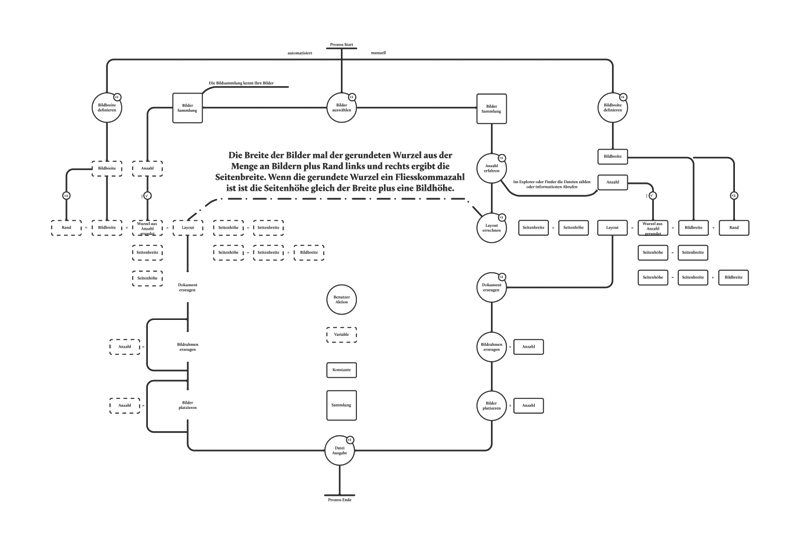 Prozess Start
automatisiert
manuell
Die Bildsammlung kennt ihre Bilder
Bildbreite
definieren
Bilder
Sammlung
Bilder
auswählen
Bilder
Sammlung
Bildbreite
definieren
Die Breite der Bilder mal der gerundeten Wurzel aus der
Menge an Bildern plus Rand links und rechts ergibt die
Seitenbreite. Wenn die gerundete Wurzel ein Fliesskommazahl
ist ist die Seitenhöhe gleich der Breite plus eine Bildhöhe.
Bildbreite
Anzahl
Anzahl
erfahren
Bildbreite
Im Explorer oder Finder die Dateien zählen
oder informationen Abrufen
Anzahl
Rand
+
Bildbreite
Wurzel aus
Anzahl
gerundet
=
Layout
Seitenhöhe
=
Seitenbreite
Layout
errechnen
Seitenbreite
=
Seitenhöhe
Layout
=
Wurzel aus
Anzahl
gerundet
Bildbreite
+
Rand
Seitenbreite
Seitenhöhe
=
Seitenbreite
+
Bildbreite
Seitenhöhe
=
Seitenbreite
Seitenhöhe
Seitenhöhe
=
Seitenbreite
+
Bildbreite
Dokument
erzeugen
Benutzer
Aktion
Dokument
erzeugen
Variable
Anzahl
Bildrahmen
erzeugen
Bildrahmen
erzeugen
Anzahl
Konstante
Anzahl
Bilder
platzieren
Sammlung
Bilder
platieren
Anzahl
Datei
Ausgabe
Prozess Ende